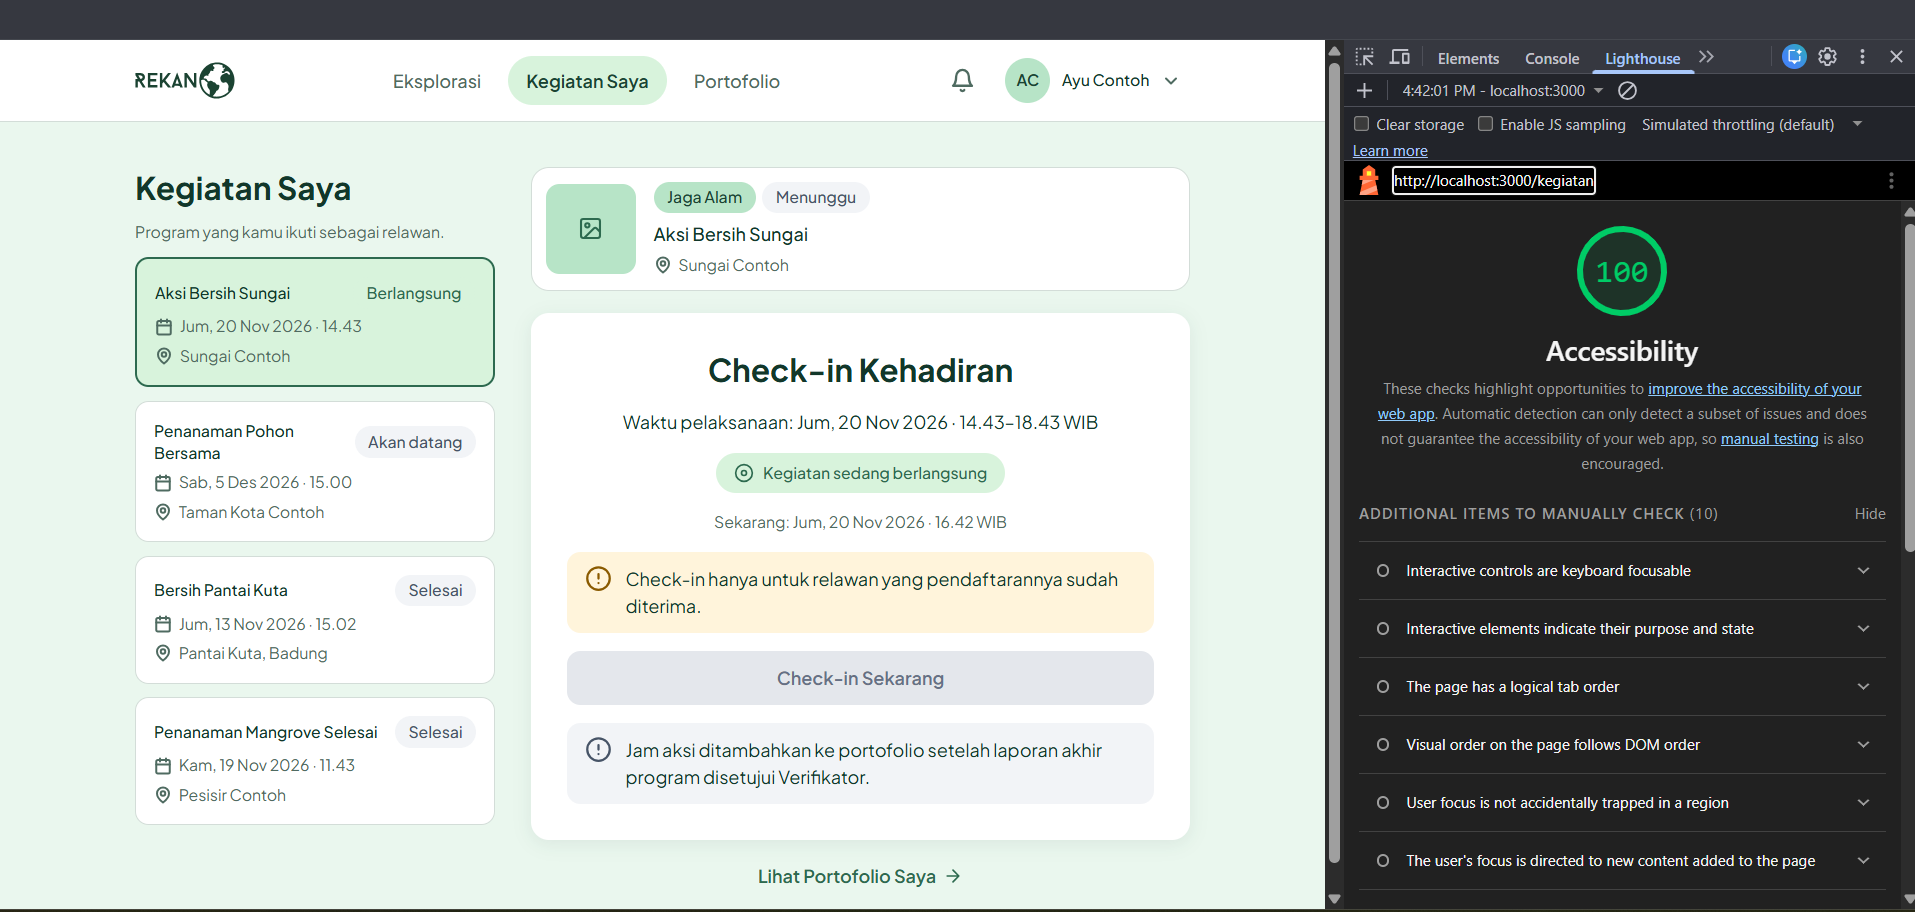 REKAN
Eksplorasi
Kegiatan Saya
Portofolio
AC
Ayu Contoh
Kegiatan Saya
Program yang kamu ikuti sebagai relawan.
Aksi Bersih Sungai
Berlangsung
Jum, 20 Nov 2026 · 14.43
Sungai Contoh
Penanaman Pohon
Bersama
Akan datang
Sab, 5 Des 2026 · 15.00
Taman Kota Contoh
Bersih Pantai Kuta
Selesai
Jum, 13 Nov 2026 · 15.02
Pantai Kuta, Badung
Penanaman Mangrove Selesai
Selesai
Kam, 19 Nov 2026 · 11.43
Pesisir Contoh
Jaga Alam
Menunggu
Aksi Bersih Sungai
Sungai Contoh
Check-in Kehadiran
Waktu pelaksanaan: Jum, 20 Nov 2026 · 14.43–18.43 WIB
Kegiatan sedang berlangsung
Sekarang: Jum, 20 Nov 2026 · 16.42 WIB
Check-in hanya untuk relawan yang pendaftarannya sudah
diterima.
Check-in Sekarang
Jam aksi ditambahkan ke portofolio setelah laporan akhir
program disetujui Verifikator.
Lihat Portofolio Saya
Elements
Console
Lighthouse
4:42:01 PM - localhost:3000
Clear storage
Enable JS sampling
Simulated throttling (default)
Learn more
http://localhost:3000/kegiatan
100
Accessibility
These checks highlight opportunities to improve the accessibility of your
web app. Automatic detection can only detect a subset of issues and does
not guarantee the accessibility of your web app, so manual testing is also
encouraged.
ADDITIONAL ITEMS TO MANUALLY CHECK (10)
Hide
Interactive controls are keyboard focusable
Interactive elements indicate their purpose and state
The page has a logical tab order
Visual order on the page follows DOM order
User focus is not accidentally trapped in a region
The user's focus is directed to new content added to the page